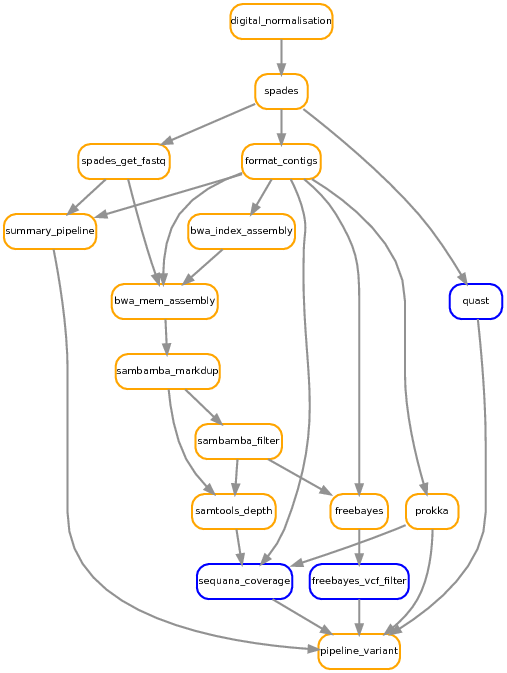 digital_normalisation
spades
spades_get_fastq
format_contigs
summary_pipeline
bwa_index_assembly
bwa_mem_assembly
quast
sambamba_markdup
sambamba_filter
samtools_depth
freebayes
prokka
sequana_coverage
freebayes_vcf_filter
pipeline_variant